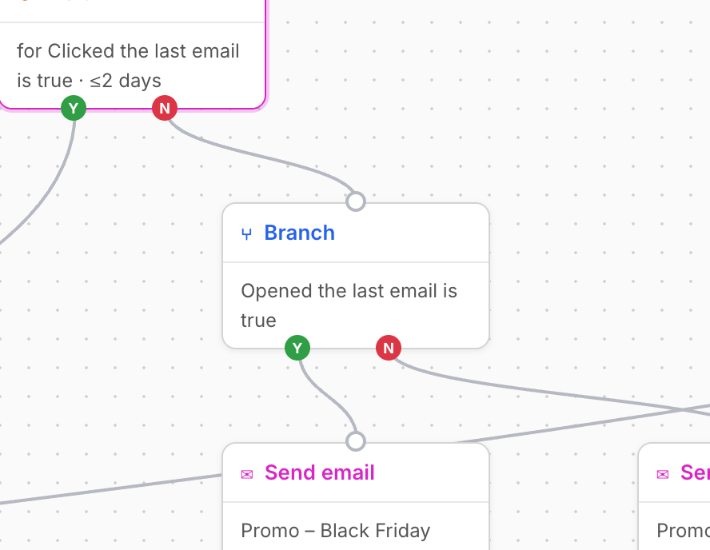 for Clicked the last email
is true · ≤2 days
Y
N
Branch
Opened the last email is
true
Y
N
Send email
Promo – Black Friday